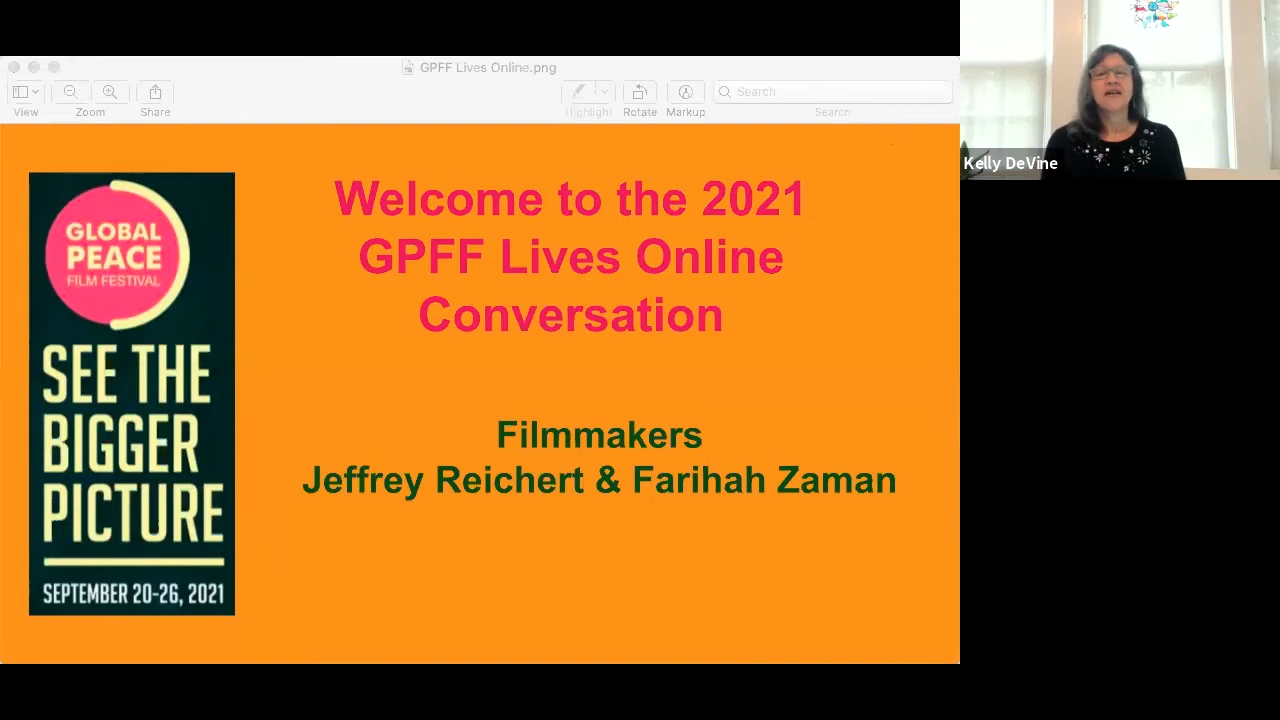 GPFF Lives Online.png
View
Zoom
Share
Highlight
Rotate
Markup
Search
Search
Kelly DeVine
GLOBAL
PEACE
FILM FESTIVAL
SEE THE
BIGGER
PICTURE
SEPTEMBER 20-26, 2021
Welcome to the 2021
GPFF Lives Online
Conversation
Filmmakers
Jeffrey Reichert & Farihah Zaman